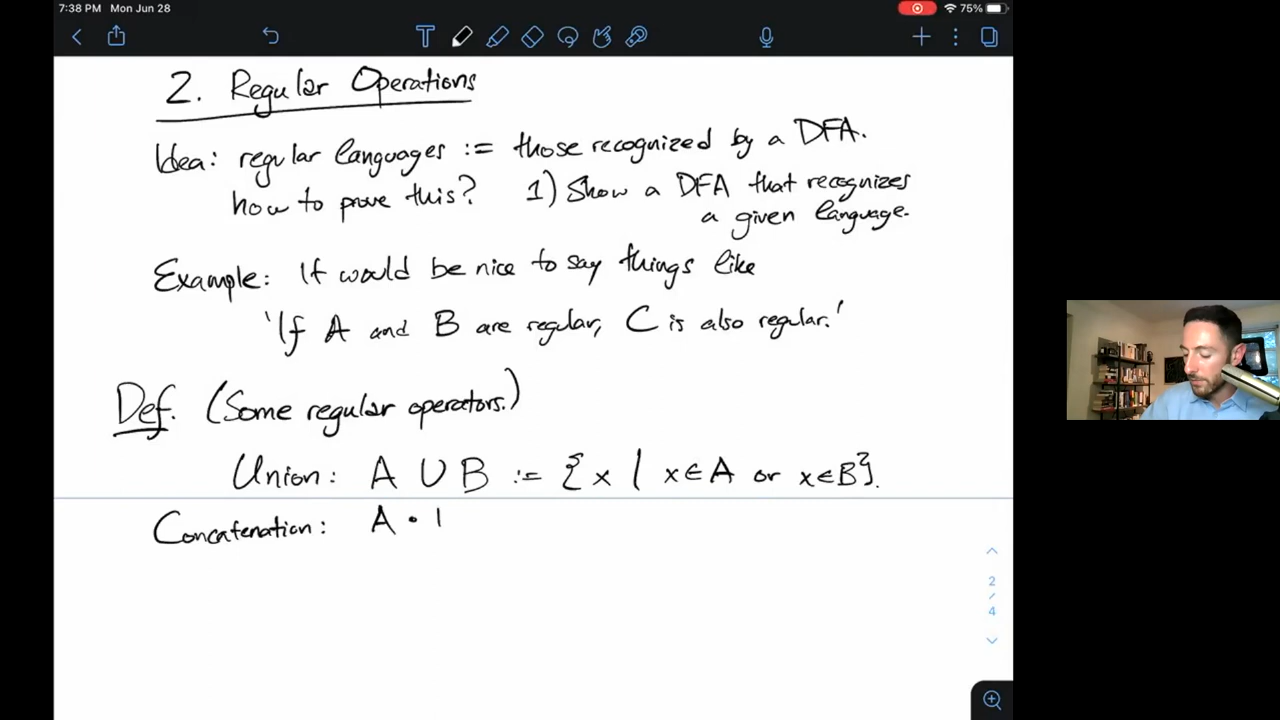 7:38 PM Mon Jun 28
75%
2. Regular Operations
Idea: regular languages := those recognized by a DFA.
how to prove this? 1) Show a DFA that recognizes
a given language.
Example: It would be nice to say things like
'If A and B are regular, C is also regular.'
Def. (Some regular operators.)
Union: A ∪ B := {x | x∈A or x∈B}.
Concatenation: A • l
2
/
4